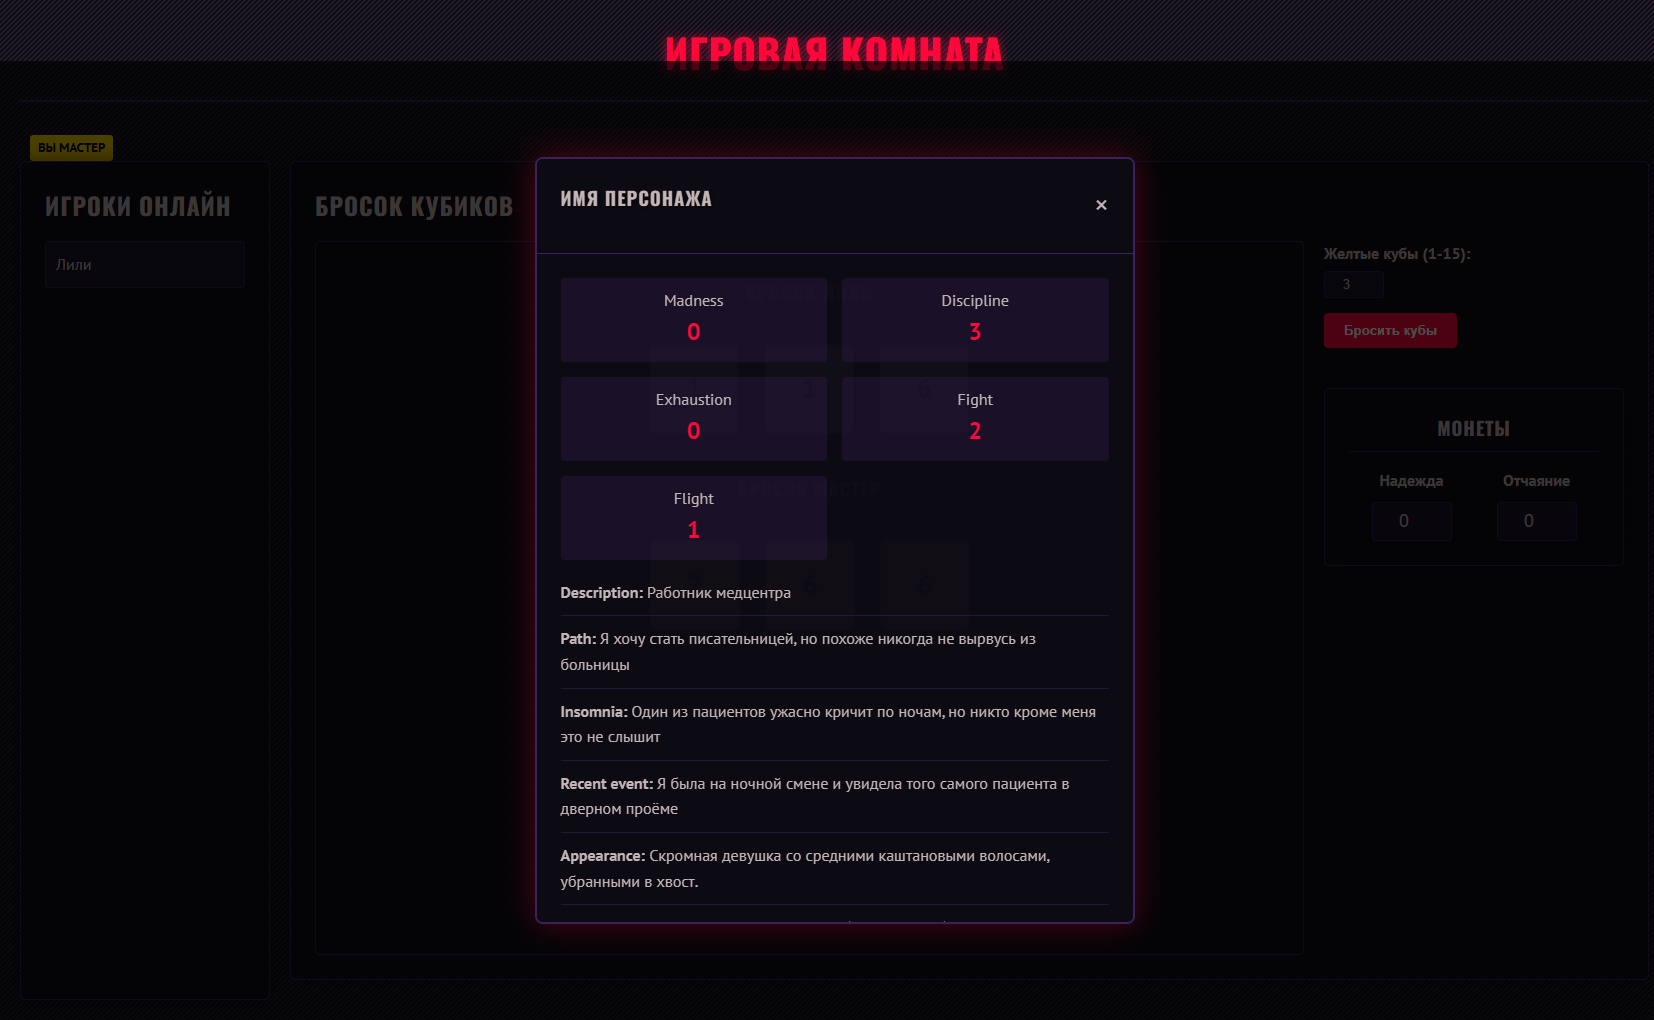 ИГРОВАЯ КОМНАТА
ВЫ МАСТЕР
ИГРОКИ ОНЛАЙН
Лили
БРОСОК КУБИКОВ
ИМЯ ПЕРСОНАЖА
×
Madness
0
Discipline
3
Exhaustion
0
Fight
2
Flight
1
Description: Работник медцентра
Path: Я хочу стать писательницей, но похоже никогда не вырвусь из
больницы
Insomnia: Один из пациентов ужасно кричит по ночам, но никто кроме меня
это не слышит
Recent event: Я была на ночной смене и увидела того самого пациента в
дверном проёме
Appearance: Скромная девушка со средними каштановыми волосами,
убранными в хвост.
Желтые кубы (1-15):
3
Бросить кубы
МОНЕТЫ
Надежда
Отчаяние
0
0